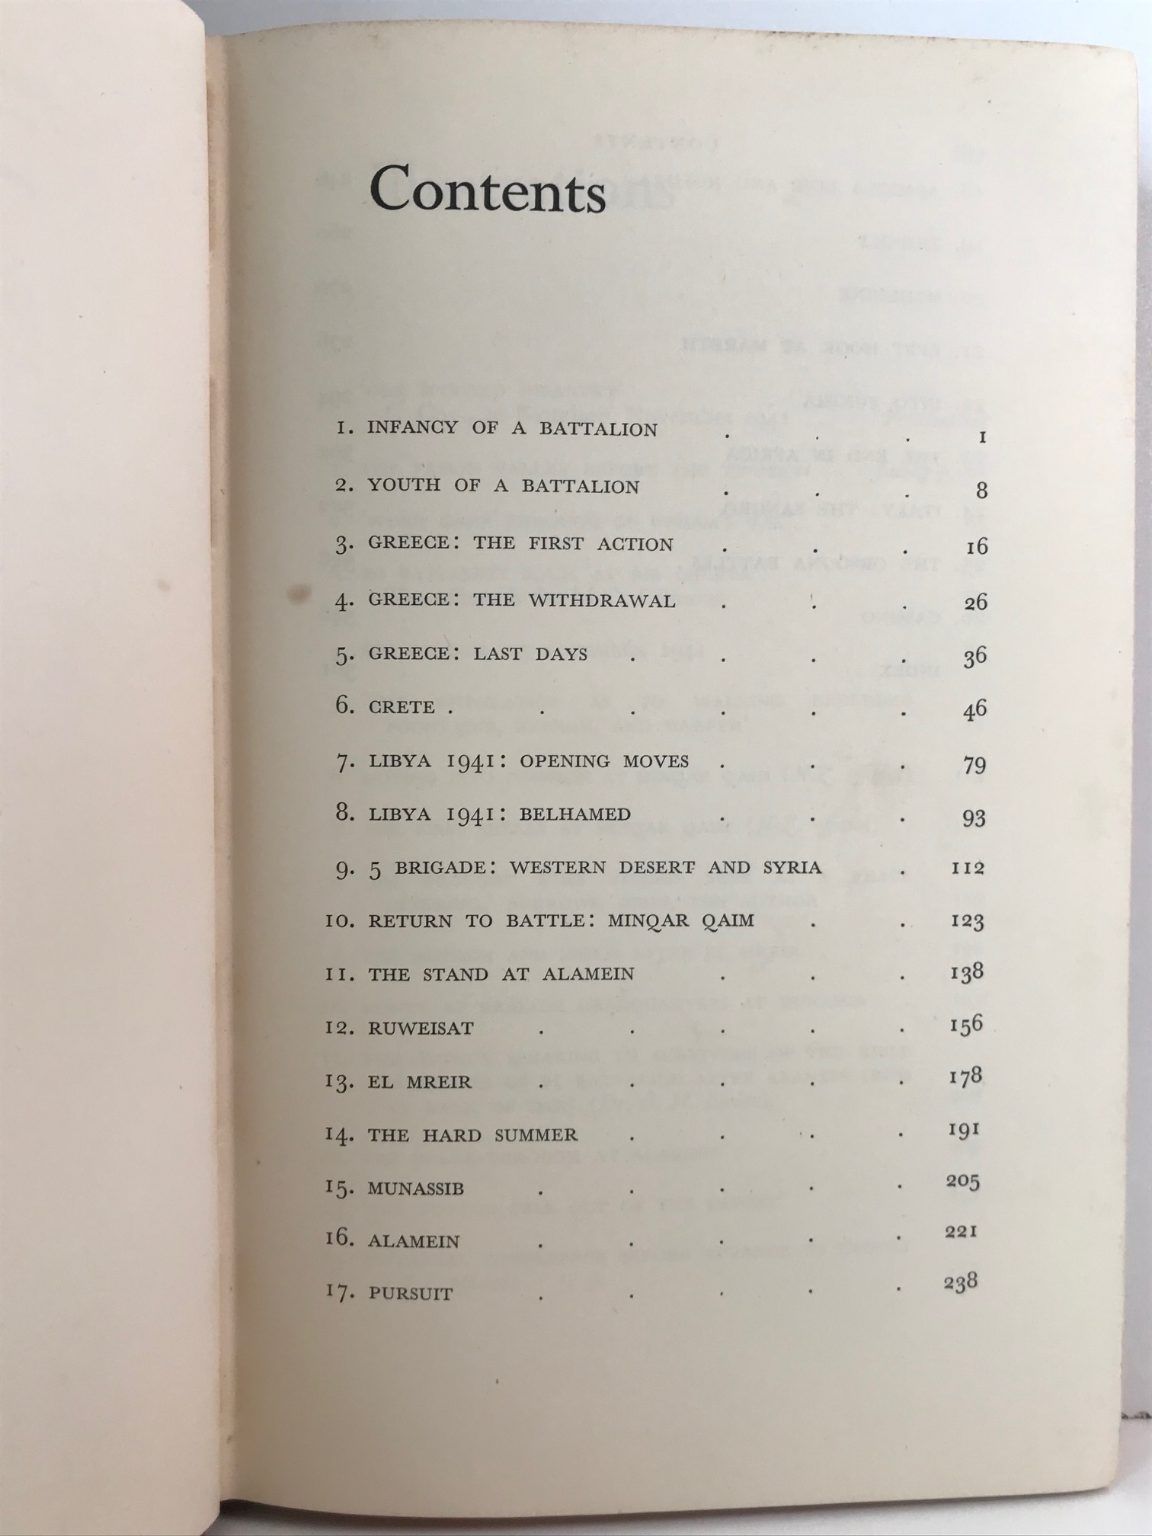 Contents
1. INFANCY OF A BATTALION . . . 1
2. YOUTH OF A BATTALION . . . 8
3. GREECE: THE FIRST ACTION . . . 16
4. GREECE: THE WITHDRAWAL . . . 26
5. GREECE: LAST DAYS . . . . 36
6. CRETE . . . . . . 46
7. LIBYA 1941: OPENING MOVES . . . 79
8. LIBYA 1941: BELHAMED . . . 93
9. 5 BRIGADE: WESTERN DESERT AND SYRIA . 112
10. RETURN TO BATTLE: MINQAR QAIM . . 123
11. THE STAND AT ALAMEIN . . . 138
12. RUWEISAT . . . . . 156
13. EL MREIR . . . . . 178
14. THE HARD SUMMER . . . . 191
15. MUNASSIB . . . . . 205
16. ALAMEIN . . . . . 221
17. PURSUIT . . . . . 238